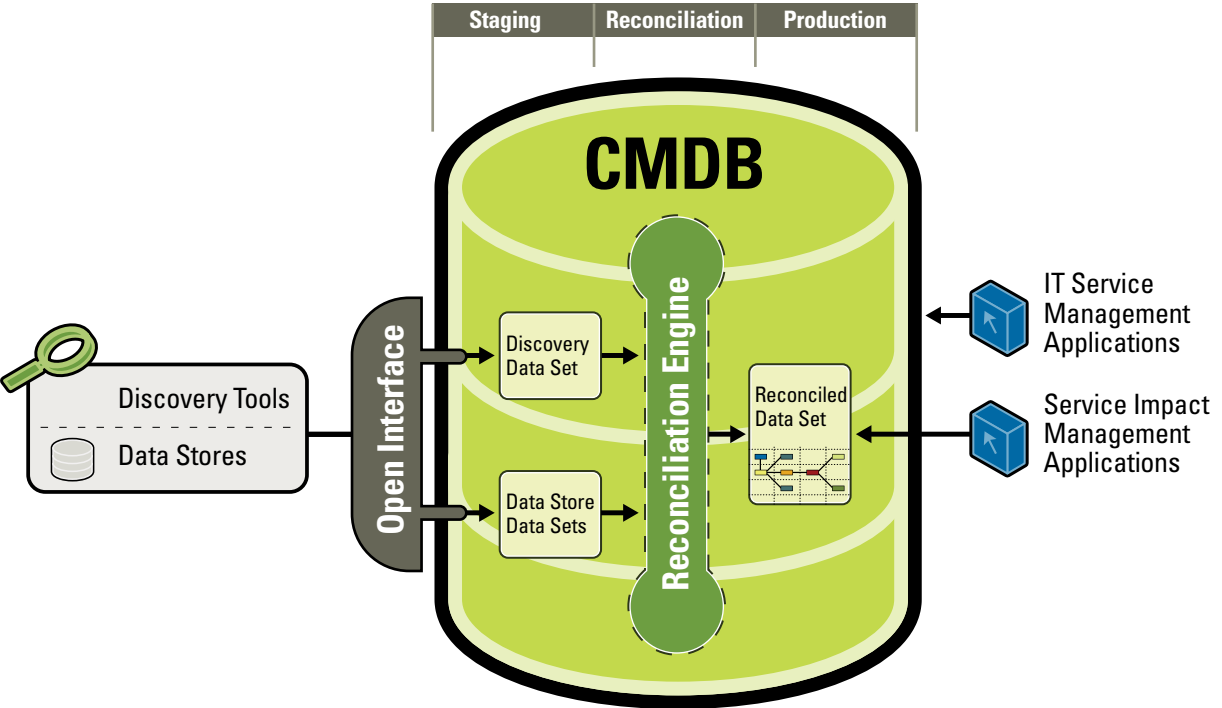 Staging
Reconciliation
Production
CMDB
Discovery Tools
Data Stores
Open Interface
Discovery
Data Set
Data Store
Data Sets
Reconciliation Engine
Reconciled
Data Set
IT Service
Management
Applications
Service Impact
Management
Applications